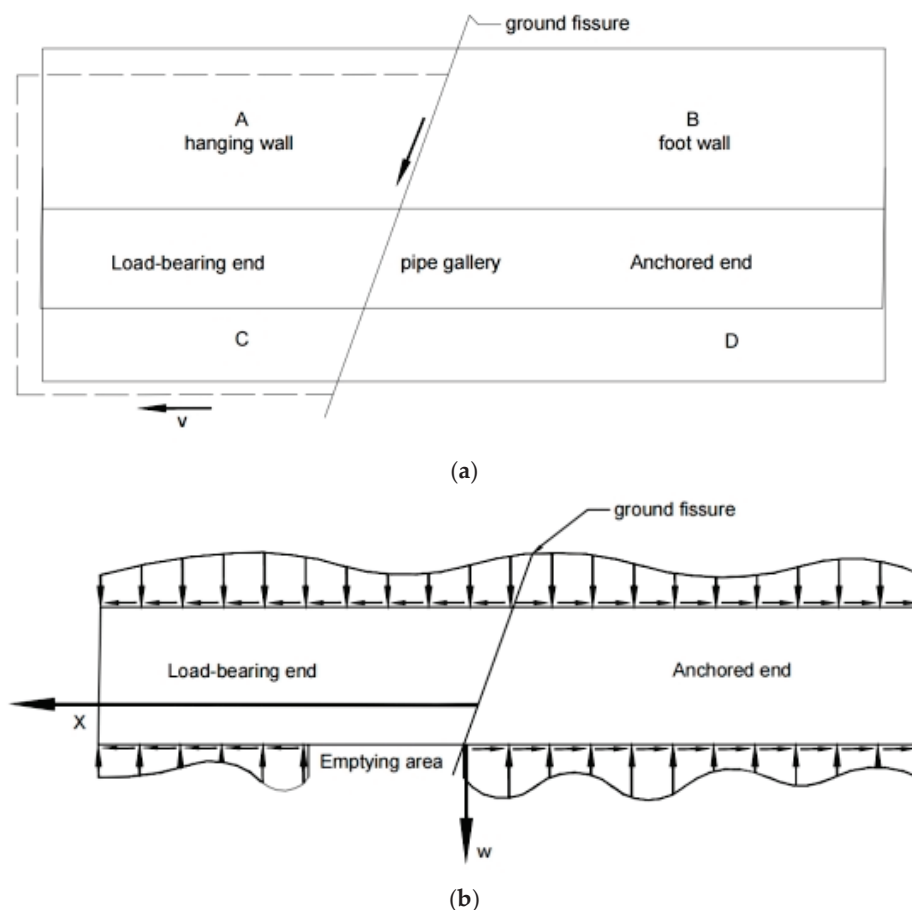 ground fissure
A
hanging wall
B
foot wall
Load-bearing end
pipe gallery
Anchored end
C
D
v
(a)
ground fissure
Load-bearing end
Anchored end
X
Emptying area
w
(b)